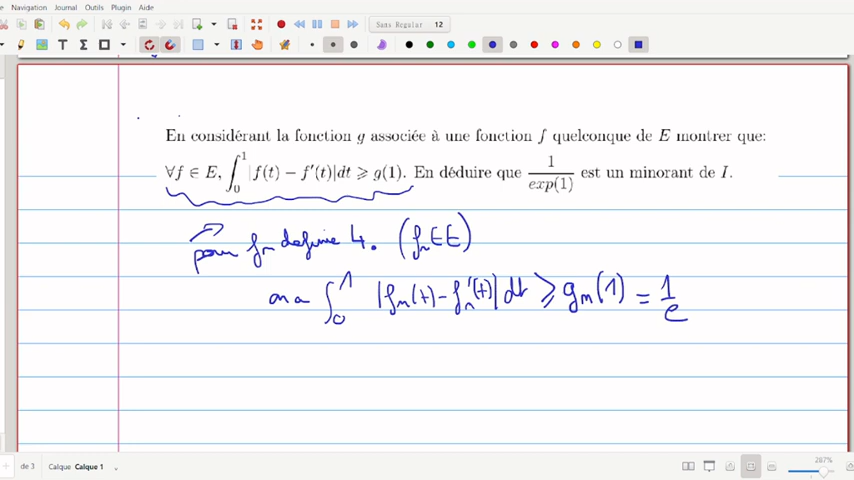 Navigation Journal Outils Plugin Aide
Sans Regular 12
En considérant la fonction g associée à une fonction f quelconque de E montrer que:
∀f ∈ E, ∫₀¹ |f(t) − f′(t)|dt ⩾ g(1). En déduire que 1/exp(1) est un minorant de I.
pour fn définie 4. (fn ∈ E)
on a ∫₀¹ |fn(t) − fn′(t)| dt ⩾ gn(1) = 1/e
de 3 Calque Calque 1 287%